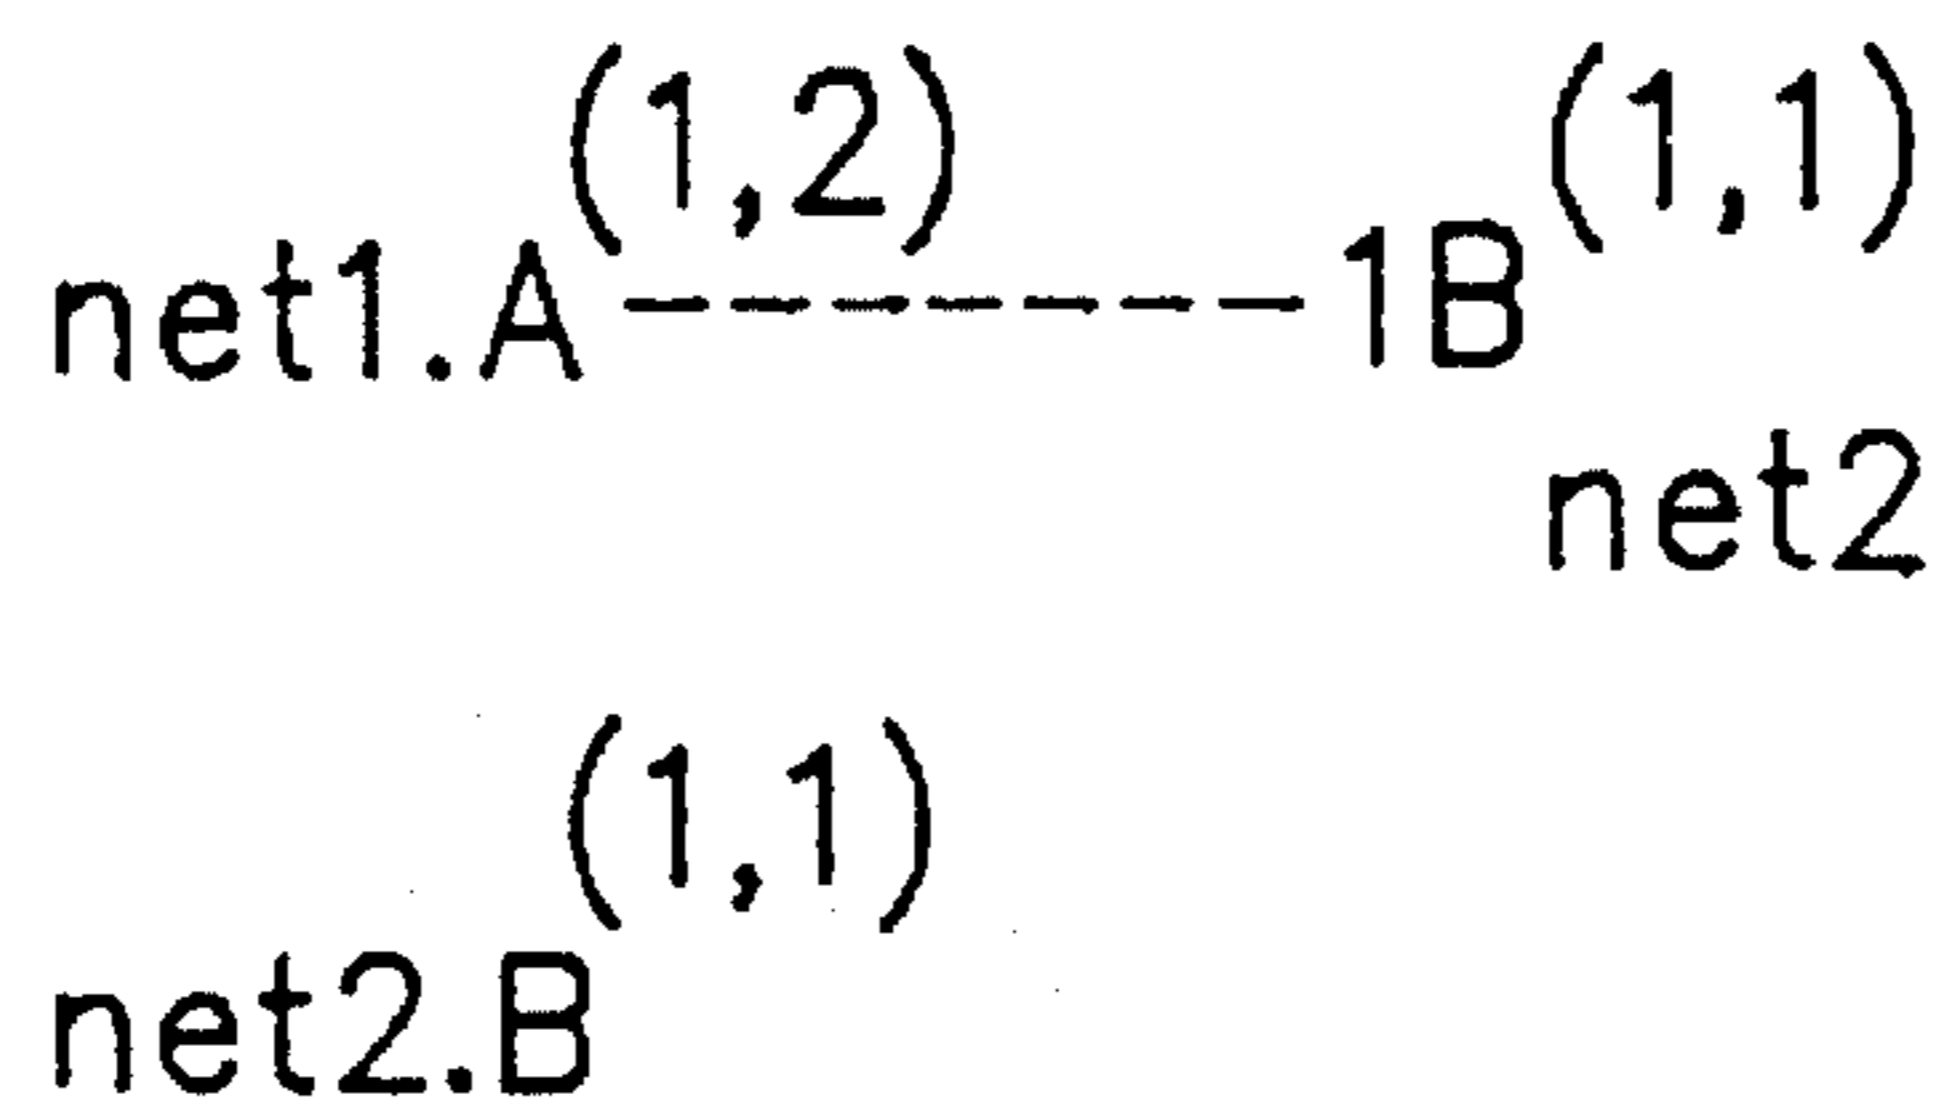 (1,2) (1,1)
net1.A-------1B
net2
(1,1)
net2.B